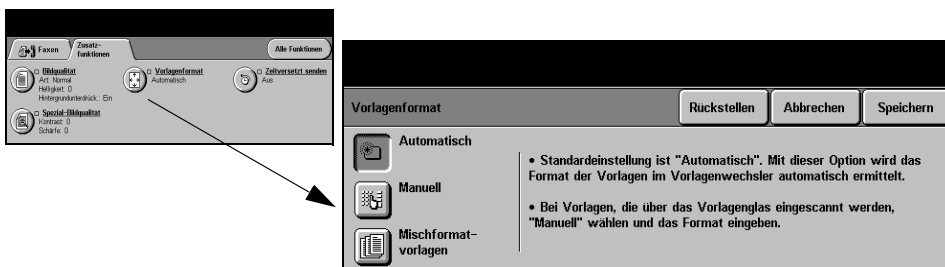 Faxen
Zusatz-
funktionen
Alle Funktionen
Bildqualität
Art: Normal
Helligkeit: 0
Hintergrundunterdrück.: Ein
Vorlagenformat
Automatisch
Zeitversetzt senden
Aus
Spezial-Bildqualität
Kontrast: 0
Schärfe: 0
Vorlagenformat
Rückstellen
Abbrechen
Speichern
Automatisch
Manuell
Mischformat-
vorlagen
• Standardeinstellung ist "Automatisch". Mit dieser Option wird das
Format der Vorlagen im Vorlagenwechsler automatisch ermittelt.
• Bei Vorlagen, die über das Vorlagenglas eingescannt werden,
"Manuell" wählen und das Format eingeben.